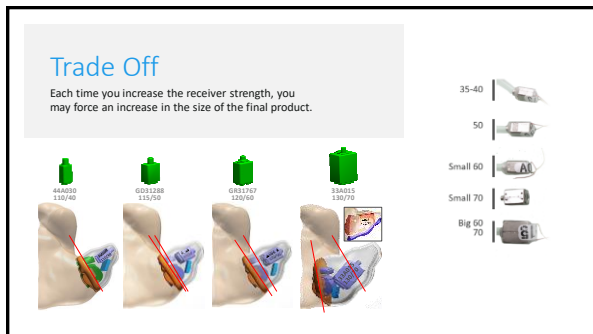 Trade Off
Each time you increase the receiver strength, you
may force an increase in the size of the final product.
44A030
110/40
GD31288
115/50
GR31767
120/60
33A015
130/70
35-40
50
Small 60
Small 70
Big 60
70